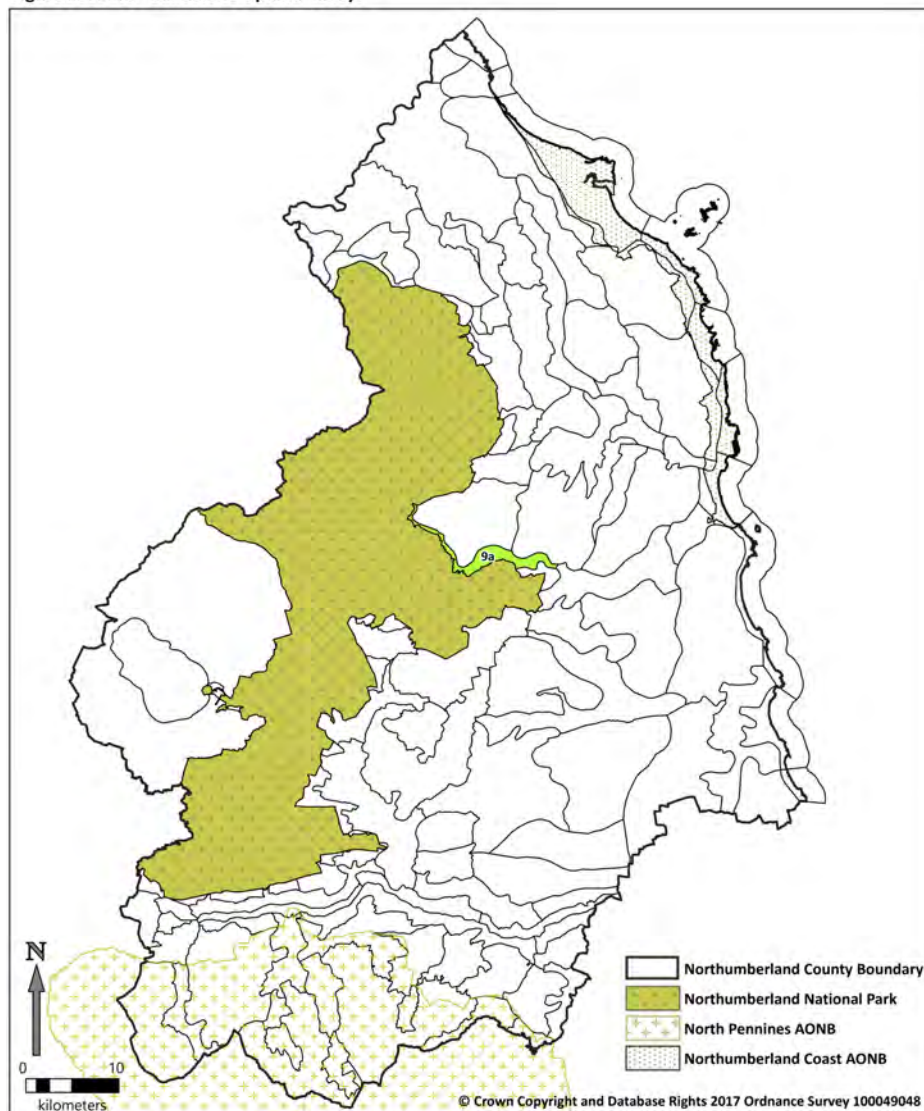 9a
N
0 10
kilometers
Northumberland County Boundary
Northumberland National Park
North Pennines AONB
Northumberland Coast AONB
© Crown Copyright and Database Rights 2017 Ordnance Survey 100049048